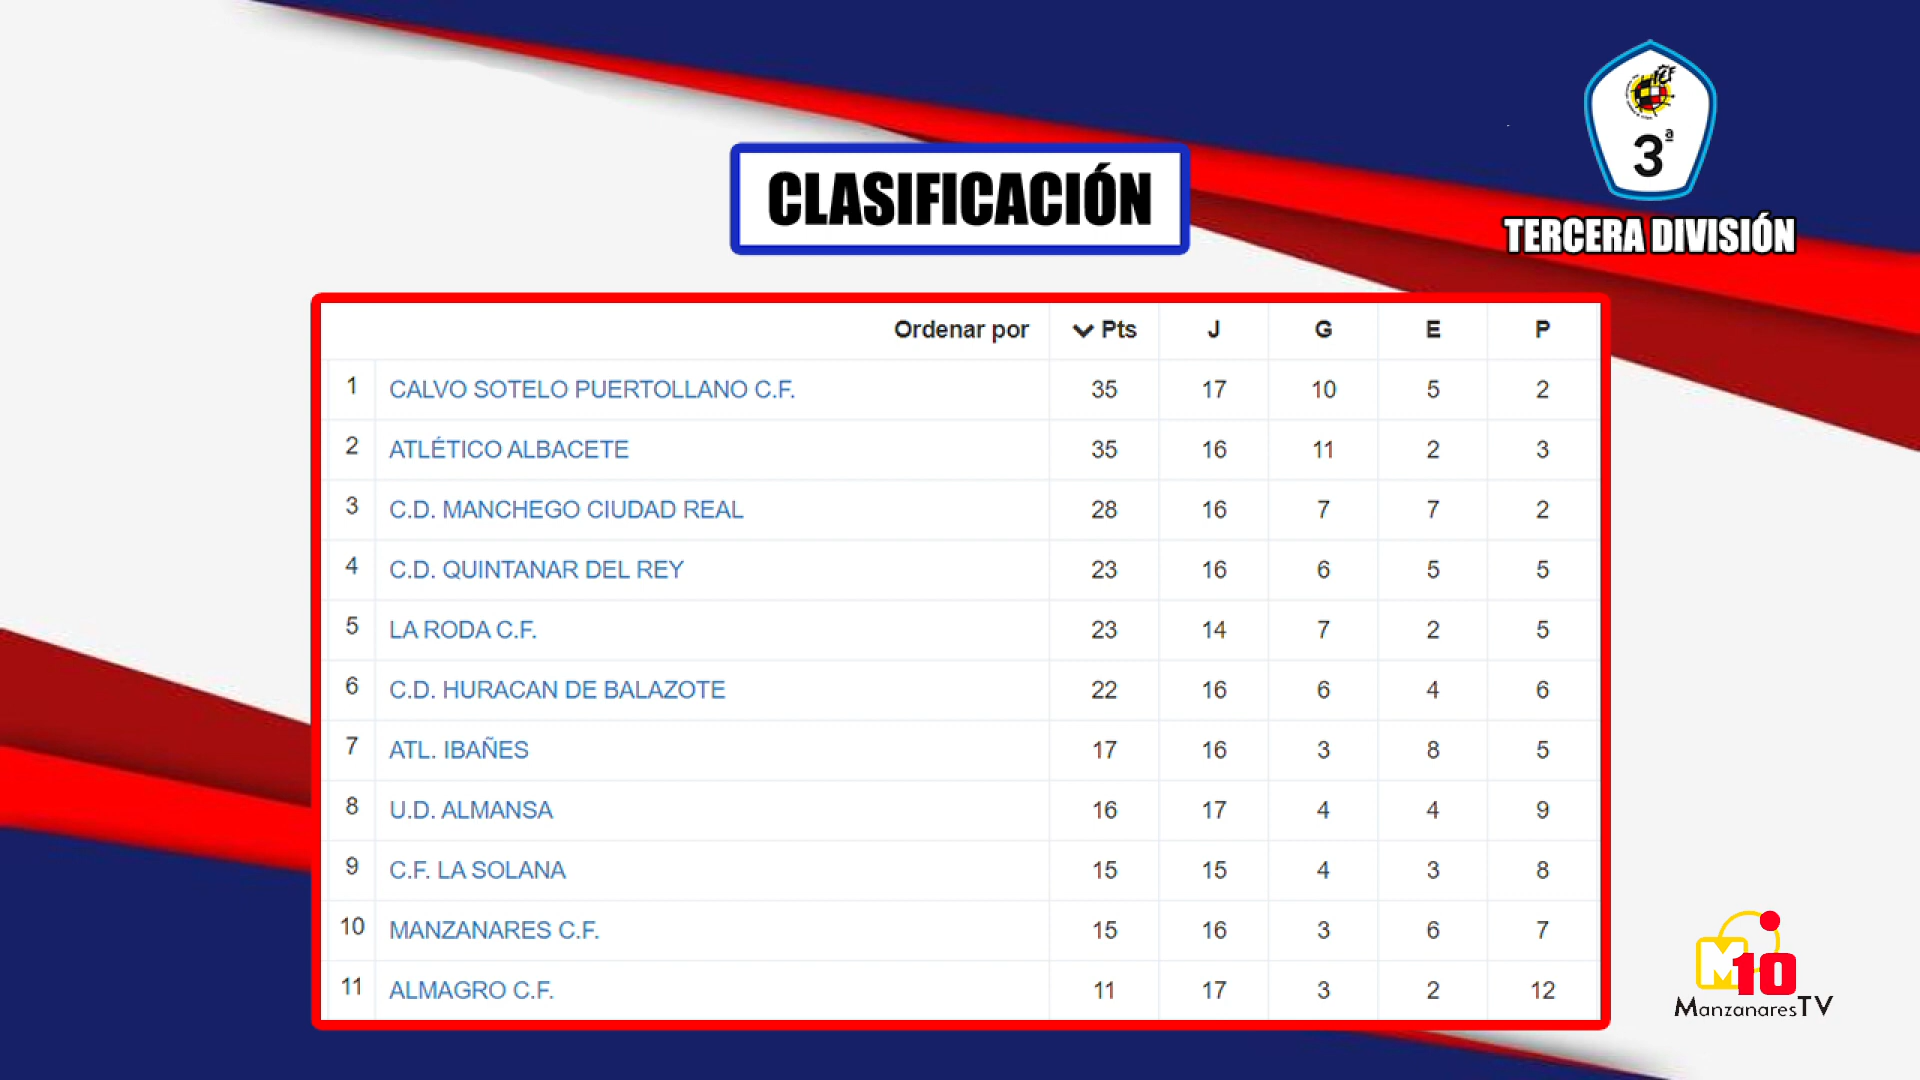 CLASIFICACIÓN
3ª
TERCERA DIVISIÓN
Ordenar por Pts J G E P
1 CALVO SOTELO PUERTOLLANO C.F. 35 17 10 5 2
2 ATLÉTICO ALBACETE 35 16 11 2 3
3 C.D. MANCHEGO CIUDAD REAL 28 16 7 7 2
4 C.D. QUINTANAR DEL REY 23 16 6 5 5
5 LA RODA C.F. 23 14 7 2 5
6 C.D. HURACAN DE BALAZOTE 22 16 6 4 6
7 ATL. IBAÑES 17 16 3 8 5
8 U.D. ALMANSA 16 17 4 4 9
9 C.F. LA SOLANA 15 15 4 3 8
10 MANZANARES C.F. 15 16 3 6 7
11 ALMAGRO C.F. 11 17 3 2 12
M10
ManzanaresTV